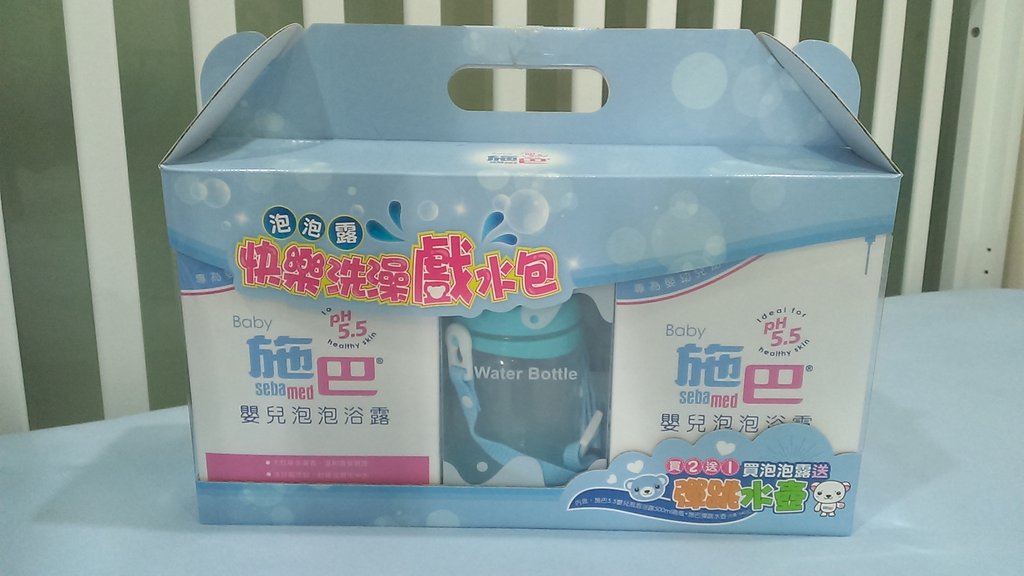 施巴
sebamed
泡泡露
快樂洗澡戲水包
專為
Baby
pH
5.5
healthy skin
施巴®
sebamed
嬰兒泡泡浴露
Water Bottle
Baby
Ideal for
pH
5.5
healthy skin
施巴®
sebamed
嬰兒泡泡浴露
買2送1 買泡泡露送
彈跳水壺